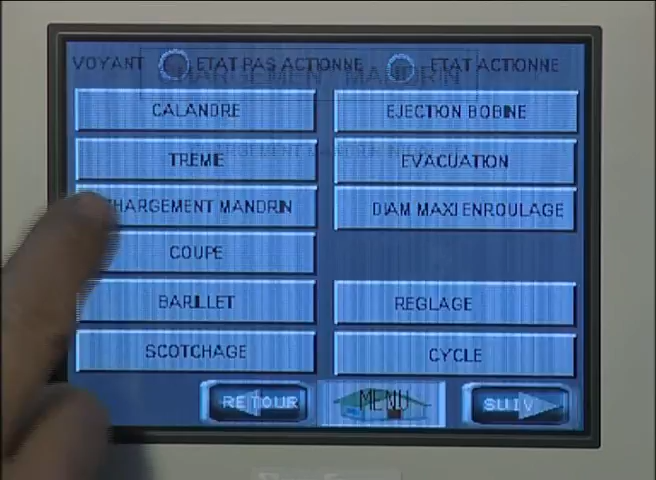 VOYANT ETAT PAS ACTIONNE ETAT ACTIONNE
CALANDRE EJECTION BOBINE
TREME EVACUATION
CHARGEMENT MANDRIN DIAM MAXI ENROULAGE
COUPE
BARILLET REGLAGE
SCOTCHAGE CYCLE
RETOUR MENU SUIV